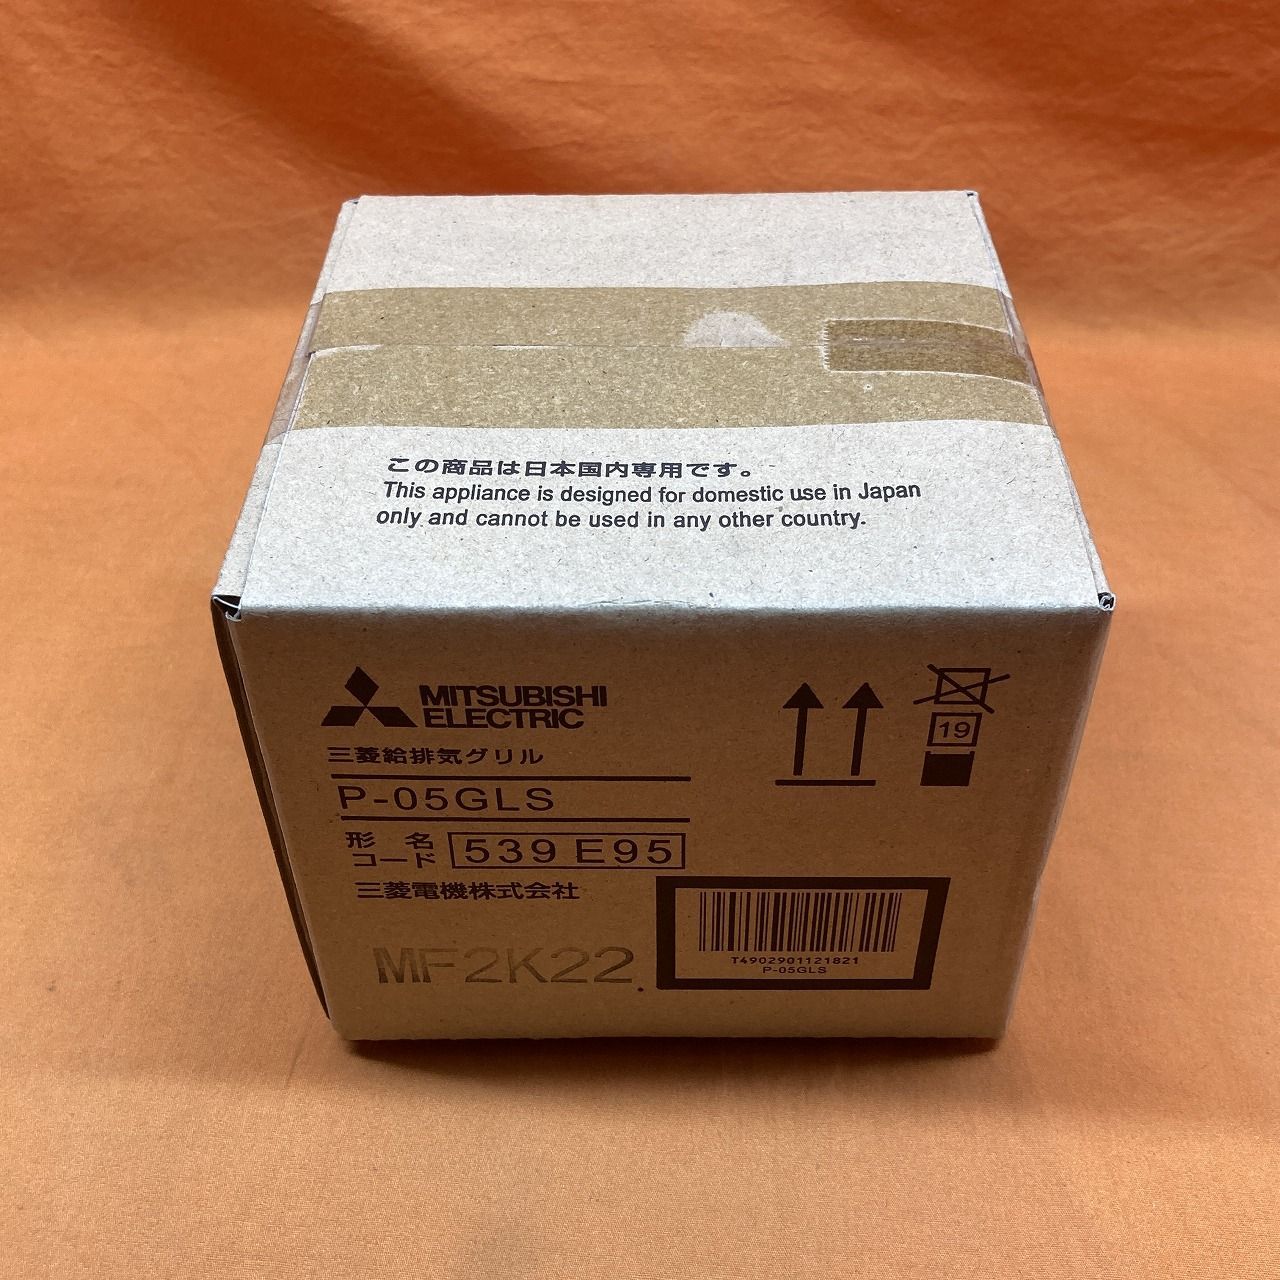 この商品は日本国内専用です。
This appliance is designed for domestic use in Japan
only and cannot be used in any other country.
MITSUBISHI
ELECTRIC
三菱給排気グリル
P-05GLS
形名
コード
539 E95
三菱電機株式会社
MF2K22
19
T4902901121821
P-05GLS